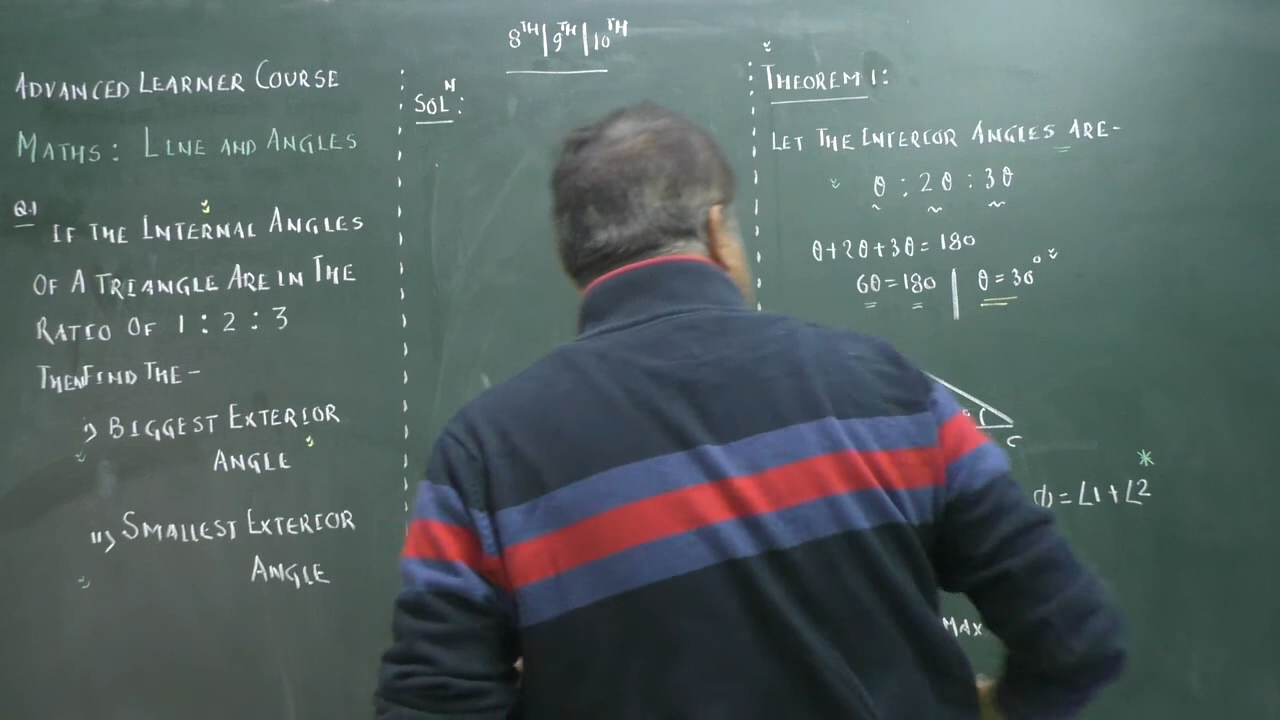 8TH | 9TH | 10TH
ADVANCED LEARNER COURSE
MATHS: LINE AND ANGLES
Q.1
IF THE INTERNAL ANGLES
OF A TRIANGLE ARE IN THE
RATIO OF 1 : 2 : 3
THEN FIND THE -
i) BIGGEST EXTERIOR
ANGLE
ii) SMALLEST EXTERIOR
ANGLE
SOLN:
THEOREM 1:
LET THE INTERIOR ANGLES ARE-
θ : 2θ : 3θ
θ+2θ+3θ=180
6θ=180 | θ=30°
C
=∠1+∠2
*
MAX